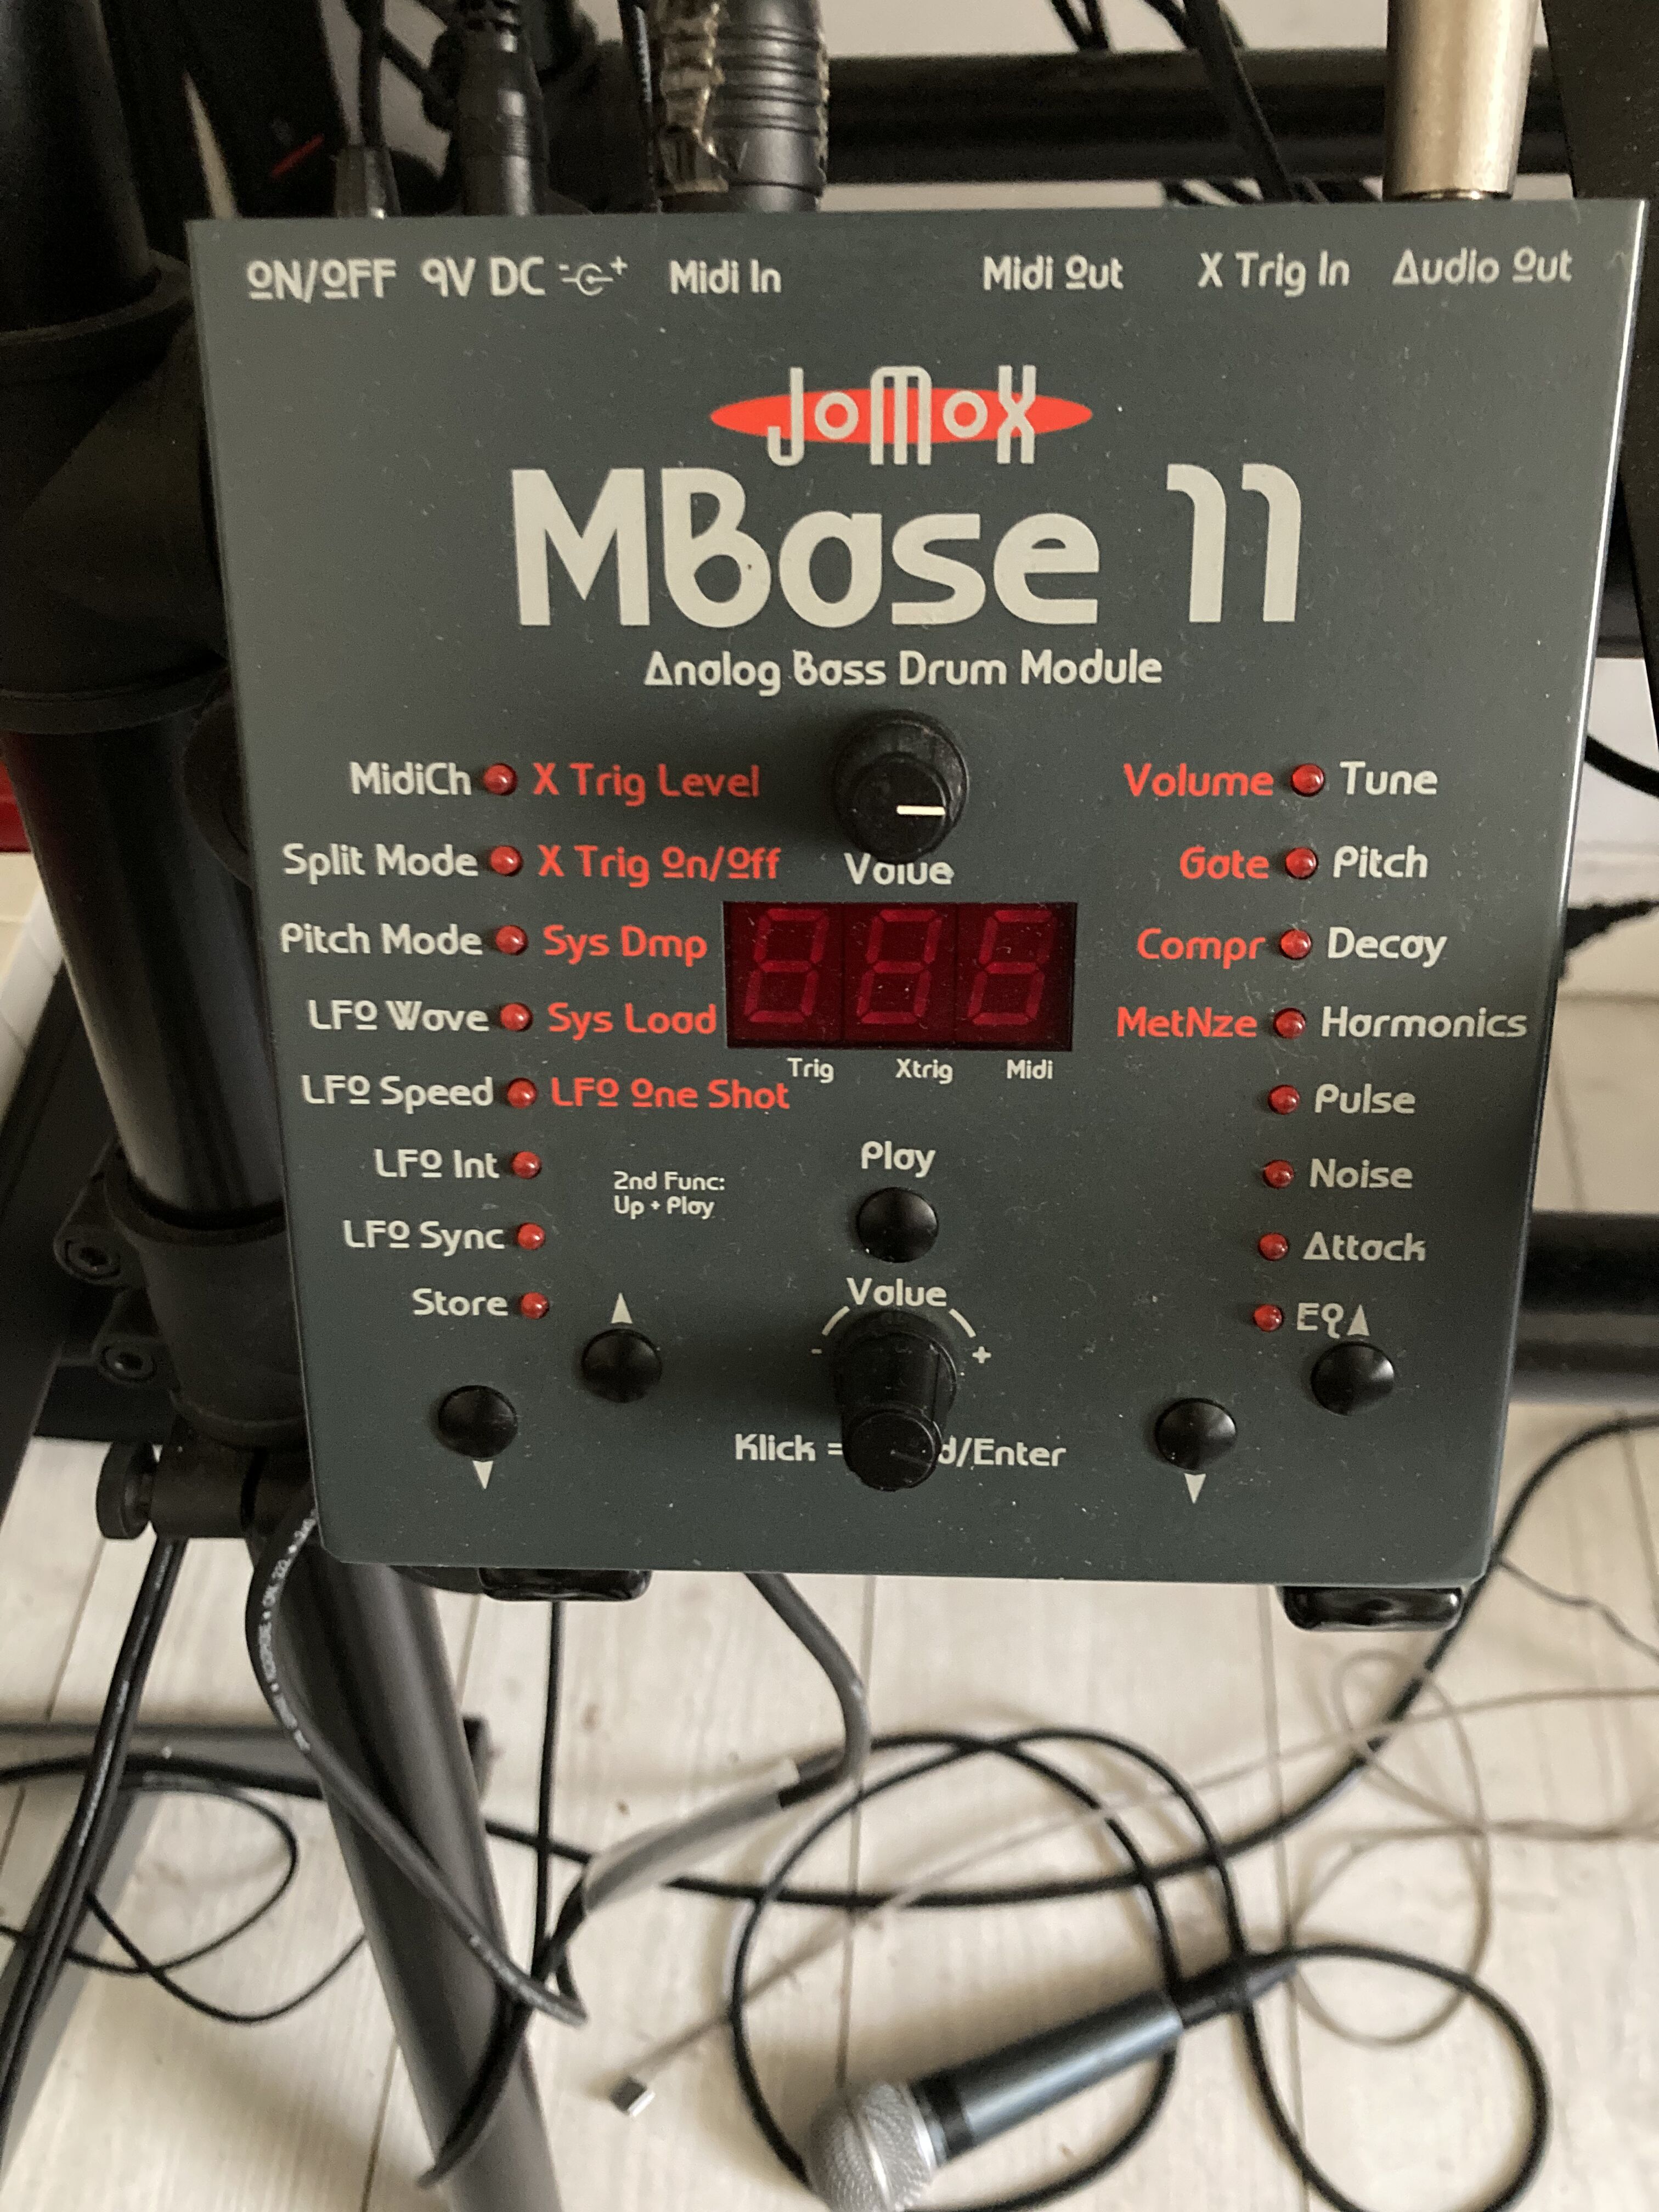 ON/OFF 9V DC - + Midi In Midi Out X Trig In Audio Out
JoMoX
MBase 11
Analog Bass Drum Module
MidiCh X Trig Level
Split Mode X Trig On/Off
Pitch Mode Sys Dmp
LFO Wave Sys Load
LFO Speed LFO One Shot
LFO Int
LFO Sync
Store
2nd Func:
Up + Play
Value
Trig Xtrig Midi
Play
Value
- +
Klick = d/Enter
Volume Tune
Gate Pitch
Compr Decay
MetNze Harmonics
Pulse
Noise
Attack
EQ